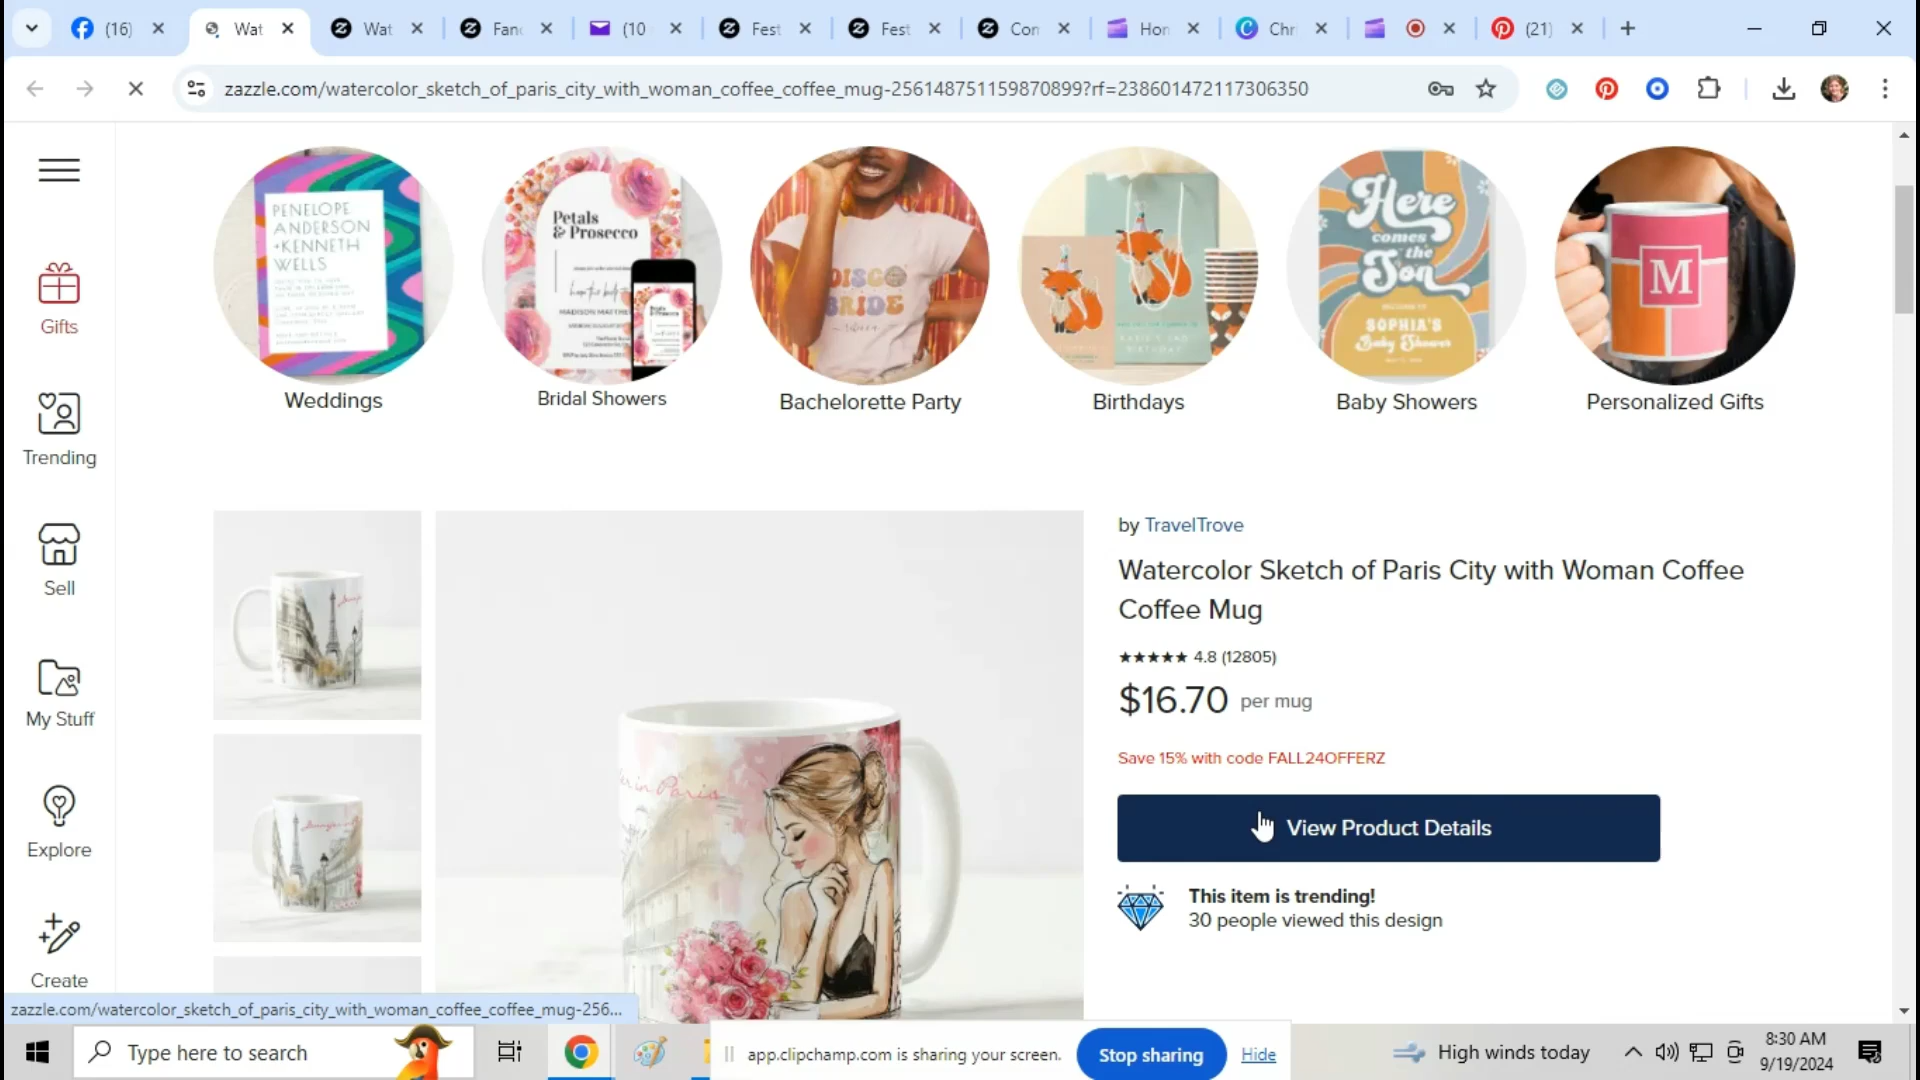 (16)
Wat
Wat
Fan
(10
Fest
Fest
Con
Hor
Chr
(21)
zazzle.com/watercolor_sketch_of_paris_city_with_woman_coffee_coffee_mug-256148751159870899?rf=238601472117306350
Gifts
Trending
Sell
My Stuff
Explore
Create
PENELOPE
ANDERSON
+KENNETH
WELLS
Petals
& Prosecco
DISCO
BRIDE
Here
comes
the
Son
SOPHIA'S
Baby Shower
M
Weddings
Bridal Showers
Bachelorette Party
Birthdays
Baby Showers
Personalized Gifts
in Paris
by TravelTrove
Watercolor Sketch of Paris City with Woman Coffee
Coffee Mug
★★★★★ 4.8 (12805)
$16.70 per mug
Save 15% with code FALL24OFFERZ
View Product Details
This item is trending!
30 people viewed this design
zazzle.com/watercolor_sketch_of_paris_city_with_woman_coffee_coffee_mug-256...
Type here to search
app.clipchamp.com is sharing your screen.
Stop sharing
Hide
High winds today
8:30 AM
9/19/2024